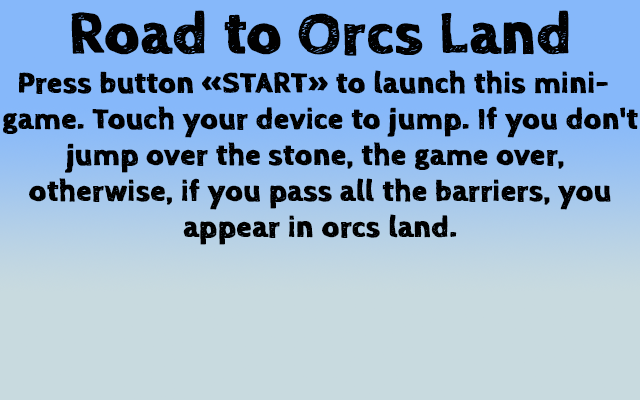 Road to Orcs Land
Press button «START» to launch this mini-
game. Touch your device to jump. If you don't
jump over the stone, the game over,
otherwise, if you pass all the barriers, you
appear in orcs land.